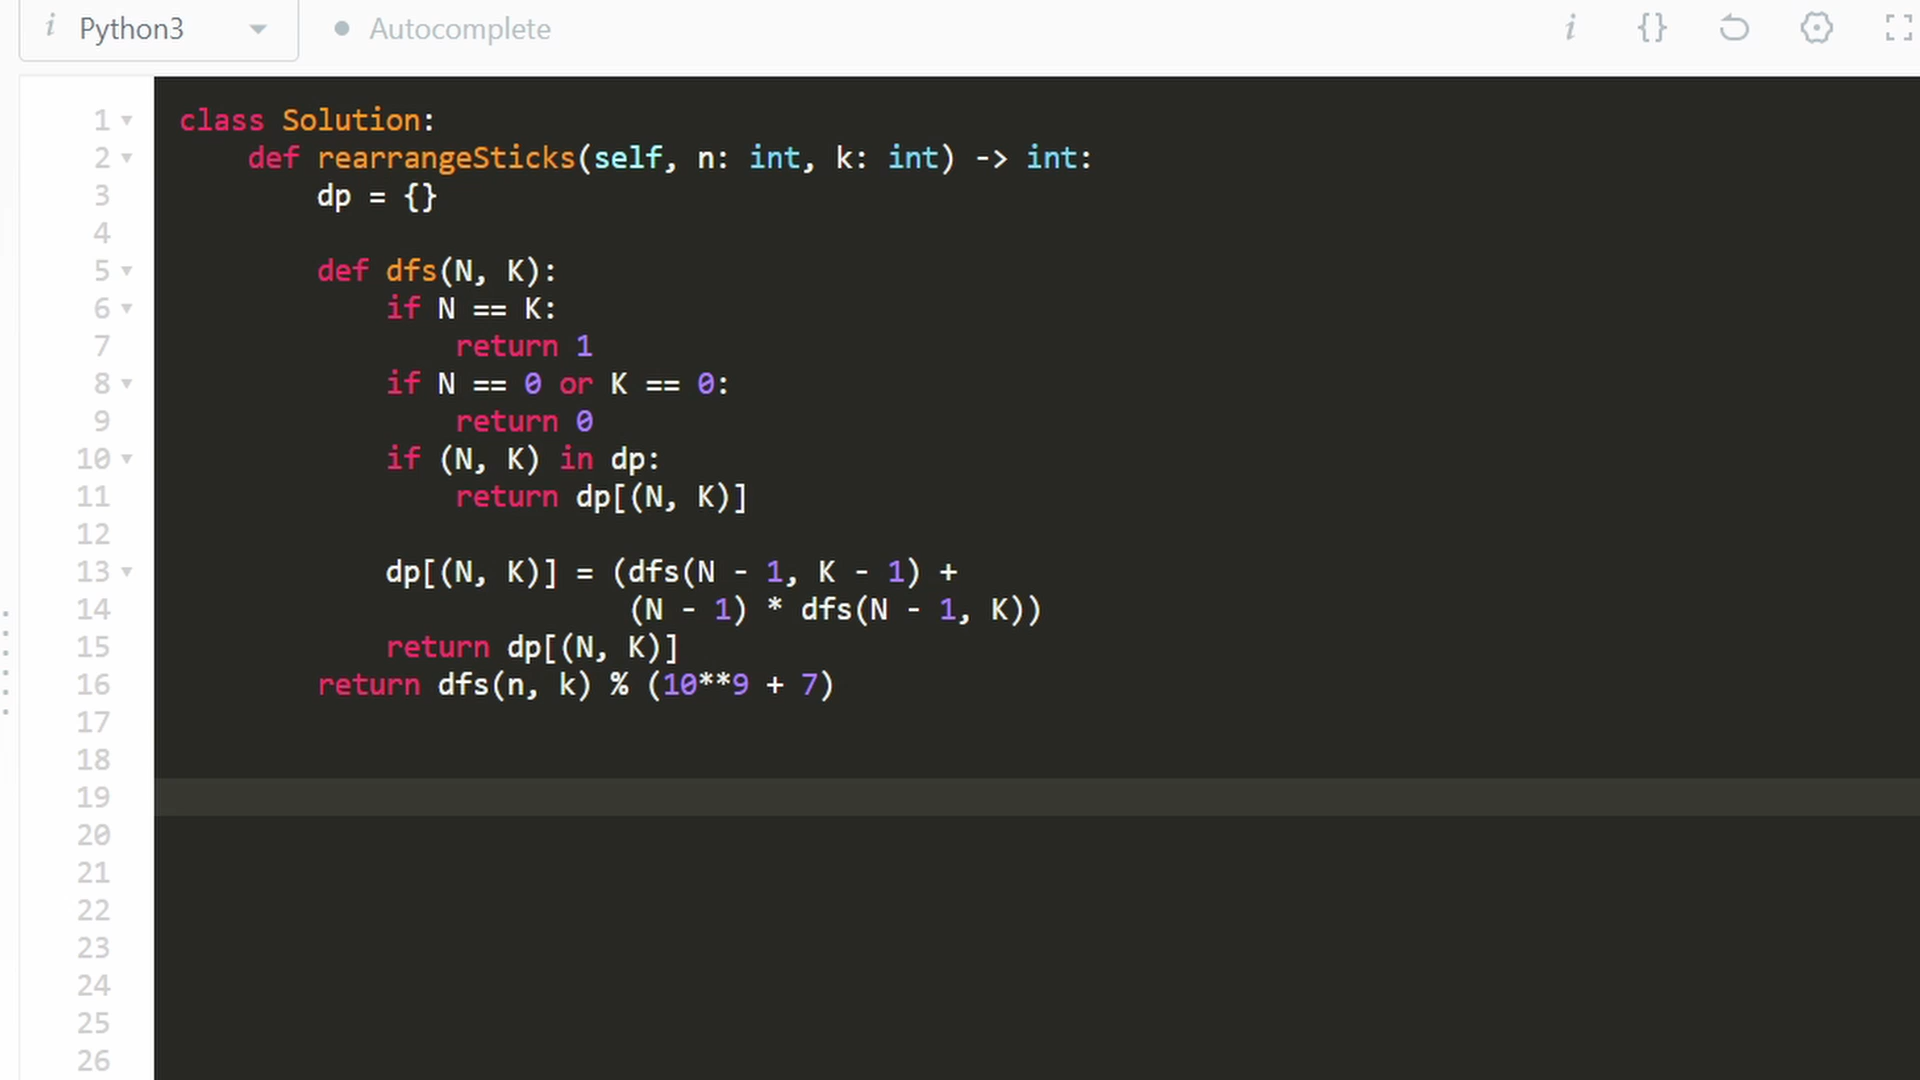 i Python3 Autocomplete i {}
1 class Solution:
2     def rearrangeSticks(self, n: int, k: int) -> int:
3         dp = {}
4
5         def dfs(N, K):
6             if N == K:
7                 return 1
8             if N == 0 or K == 0:
9                 return 0
10             if (N, K) in dp:
11                 return dp[(N, K)]
12
13             dp[(N, K)] = (dfs(N - 1, K - 1) +
14                           (N - 1) * dfs(N - 1, K))
15             return dp[(N, K)]
16         return dfs(n, k) % (10**9 + 7)
17
18
19
20
21
22
23
24
25
26